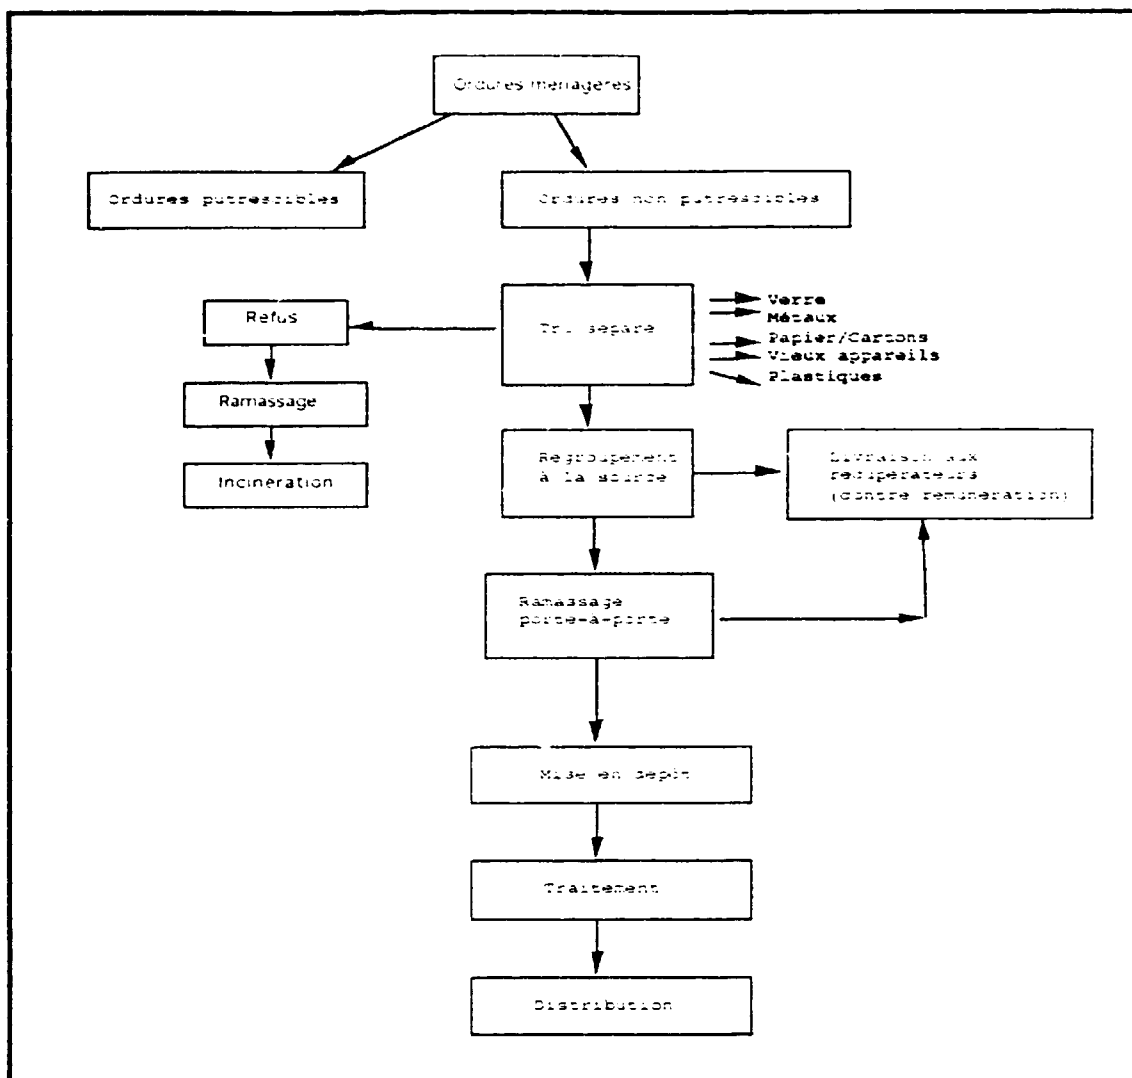 Ordures ménagères
Ordures putrescibles
Ordures non putrescibles
Refus
Tri séparé
Verre
Métaux
Papier/Cartons
Vieux appareils
Plastiques
Ramassage
Incinération
Regroupement
à la source
Livraison aux
récupérateurs
(contre rémunération)
Ramassage
porte-à-porte
Mise en dépôt
Traitement
Distribution